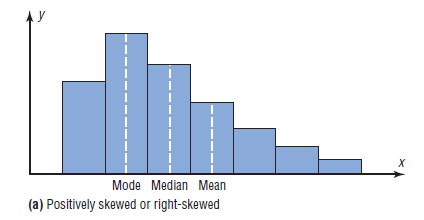 y
x
Mode Median Mean
(a) Positively skewed or right-skewed